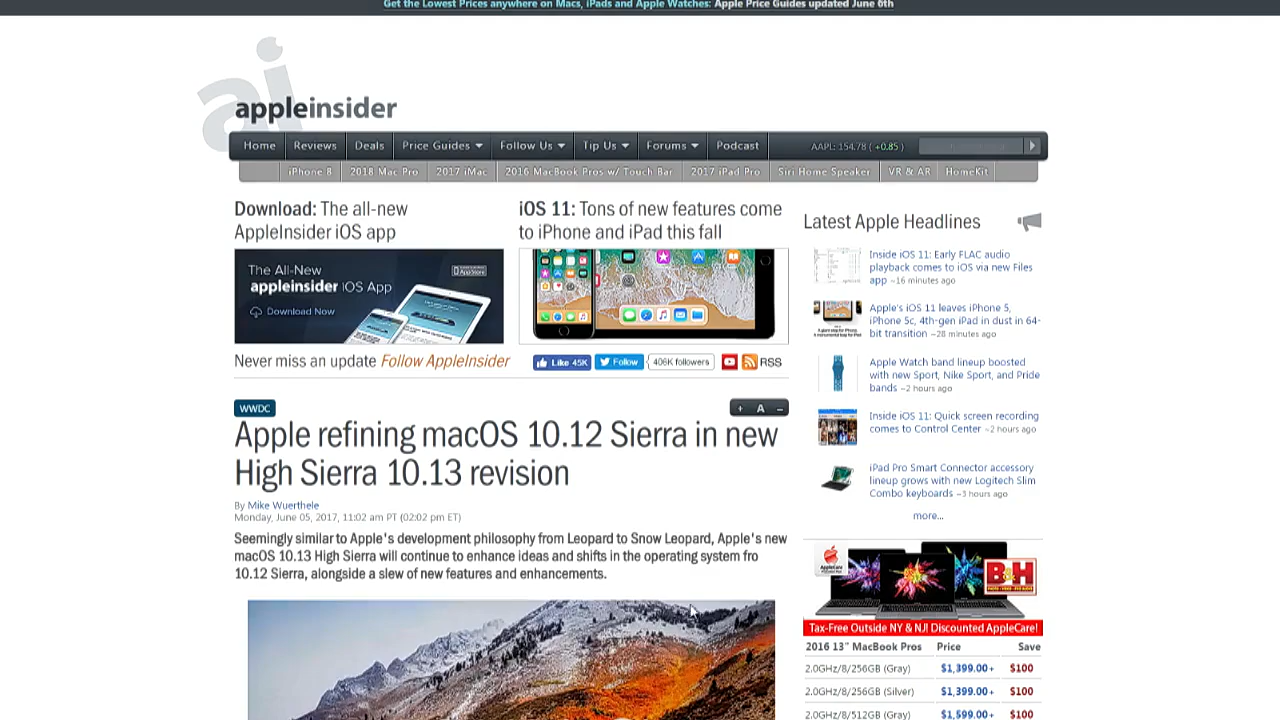 Get the Lowest Prices anywhere on Macs, iPads and Apple Watches: Apple Price Guides updated June 6th
ai
appleinsider
Home Reviews Deals Price Guides Follow Us Tip Us Forums Podcast AAPL: 154.78 ( +0.85 )
iPhone 8 2018 Mac Pro 2017 iMac 2016 MacBook Pros w/ Touch Bar 2017 iPad Pro Siri Home Speaker VR & AR HomeKit
Download: The all-new
AppleInsider iOS app
The All-New
appleinsider iOS App
Download Now
App Store
iOS 11: Tons of new features come
to iPhone and iPad this fall
Never miss an update Follow AppleInsider
Like 45K Follow 406K followers RSS
WWDC
+ A –
Apple refining macOS 10.12 Sierra in new
High Sierra 10.13 revision
By Mike Wuerthele
Monday, June 05, 2017, 11:02 am PT (02:02 pm ET)
Seemingly similar to Apple's development philosophy from Leopard to Snow Leopard, Apple's new
macOS 10.13 High Sierra will continue to enhance ideas and shifts in the operating system fro
10.12 Sierra, alongside a slew of new features and enhancements.
Latest Apple Headlines
Inside iOS 11: Early FLAC audio
playback comes to iOS via new Files
app ~16 minutes ago
Apple's iOS 11 leaves iPhone 5,
iPhone 5c, 4th-gen iPad in dust in 64-
bit transition ~28 minutes ago
Apple Watch band lineup boosted
with new Sport, Nike Sport, and Pride
bands ~2 hours ago
Inside iOS 11: Quick screen recording
comes to Control Center ~2 hours ago
iPad Pro Smart Connector accessory
lineup grows with new Logitech Slim
Combo keyboards ~3 hours ago
more...
AppleCare
B&H
PHOTO - VIDEO - PRO AUDIO
Tax-Free Outside NY & NJ! Discounted AppleCare!
2016 13" MacBook Pros Price Save
2.0GHz/8/256GB (Gray) $1,399.00+ $100
2.0GHz/8/256GB (Silver) $1,399.00+ $100
2.0GHz/8/512GB (Gray) $1,599.00+ $100